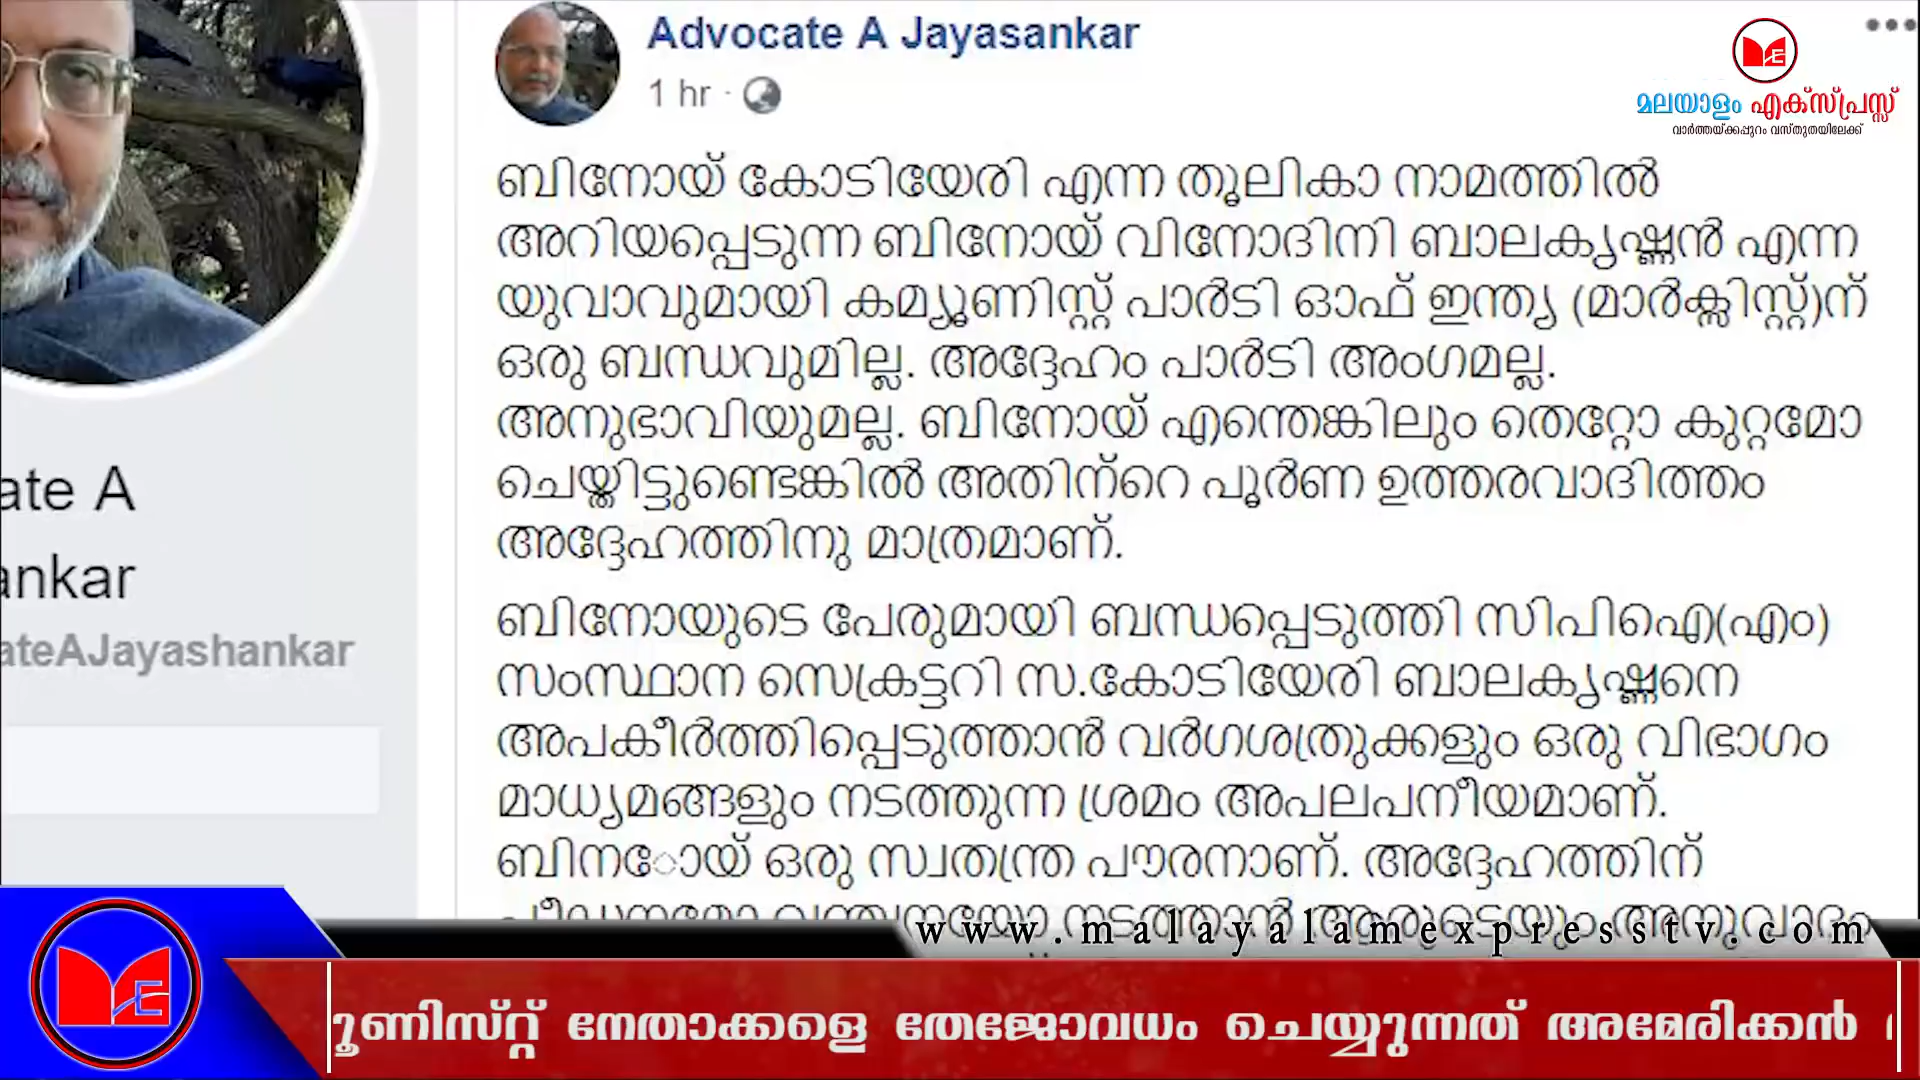 Advocate A Jayasankar
1 hr ·
മലയാളം എക്സ്പ്രസ്സ്
വാർത്തയ്ക്കപ്പുറം വസ്തുതയിലേക്ക്
ബിനോയ് കോടിയേരി എന്ന തൂലികാ നാമത്തിൽ
അറിയപ്പെടുന്ന ബിനോയ് വിനോദിനി ബാലകൃഷ്ണൻ എന്ന
യുവാവുമായി കമ്യൂണിസ്റ്റ് പാർടി ഓഫ് ഇന്ത്യ (മാർക്സിസ്റ്റ്)ന്
ഒരു ബന്ധവുമില്ല. അദ്ദേഹം പാർടി അംഗമല്ല.
അനുഭാവിയുമല്ല. ബിനോയ് എന്തെങ്കിലും തെറ്റോ കുറ്റമോ
ചെയ്തിട്ടുണ്ടെങ്കിൽ അതിന്റെ പൂർണ ഉത്തരവാദിത്തം
അദ്ദേഹത്തിനു മാത്രമാണ്.
ബിനോയുടെ പേരുമായി ബന്ധപ്പെടുത്തി സിപിഐ(എം)
സംസ്ഥാന സെക്രട്ടറി സ.കോടിയേരി ബാലകൃഷ്ണനെ
അപകീർത്തിപ്പെടുത്താൻ വർഗശത്രുക്കളും ഒരു വിഭാഗം
മാധ്യമങ്ങളും നടത്തുന്ന ശ്രമം അപലപനീയമാണ്.
ബിന‌ോയ് ഒരു സ്വതന്ത്ര പൗരനാണ്. അദ്ദേഹത്തിന്
നടത്താൻ ആരുടെയും അനുവാദം
ate A
ankar
ateAJayashankar
www.malayalamexpresstv.com
ൂണിസ്റ്റ് നേതാക്കളെ തേജോവധം ചെയ്യുന്നത് അമേരിക്കൻ